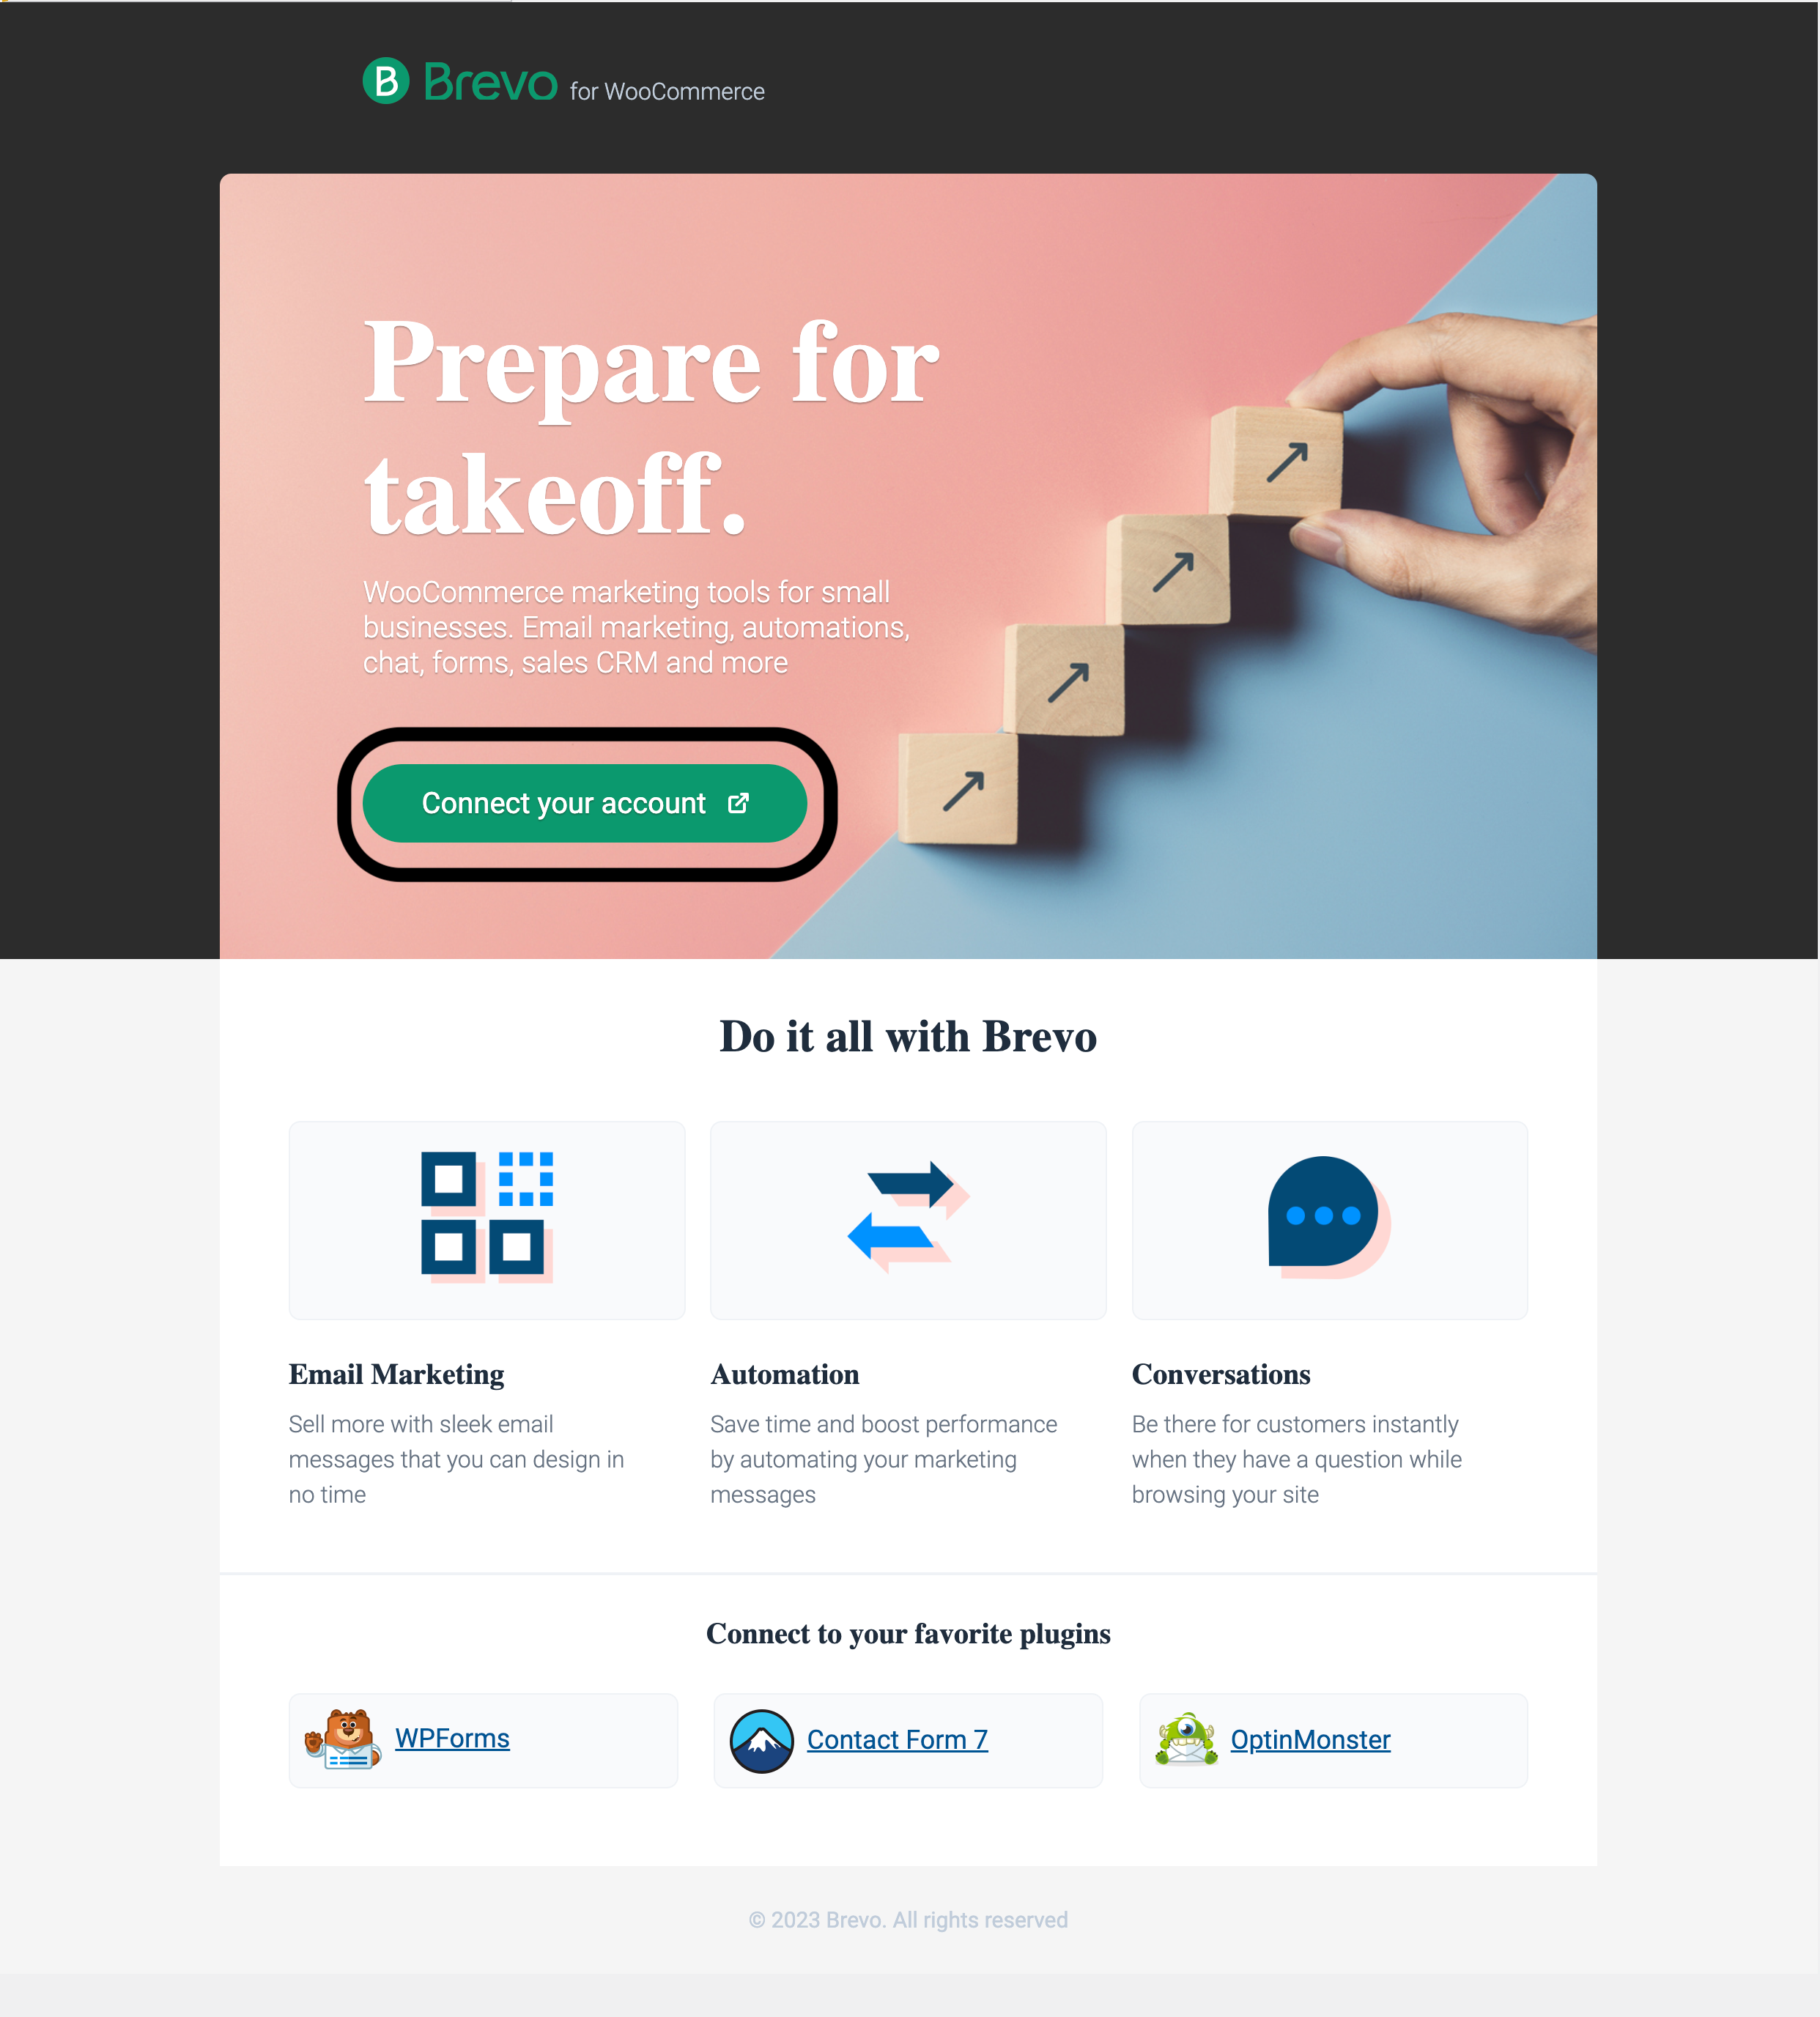 B Brevo for WooCommerce
Prepare for
takeoff.
WooCommerce marketing tools for small
businesses. Email marketing, automations,
chat, forms, sales CRM and more
Connect your account
Do it all with Brevo
Email Marketing
Sell more with sleek email
messages that you can design in
no time
Automation
Save time and boost performance
by automating your marketing
messages
Conversations
Be there for customers instantly
when they have a question while
browsing your site
Connect to your favorite plugins
WPForms
Contact Form 7
OptinMonster
© 2023 Brevo. All rights reserved